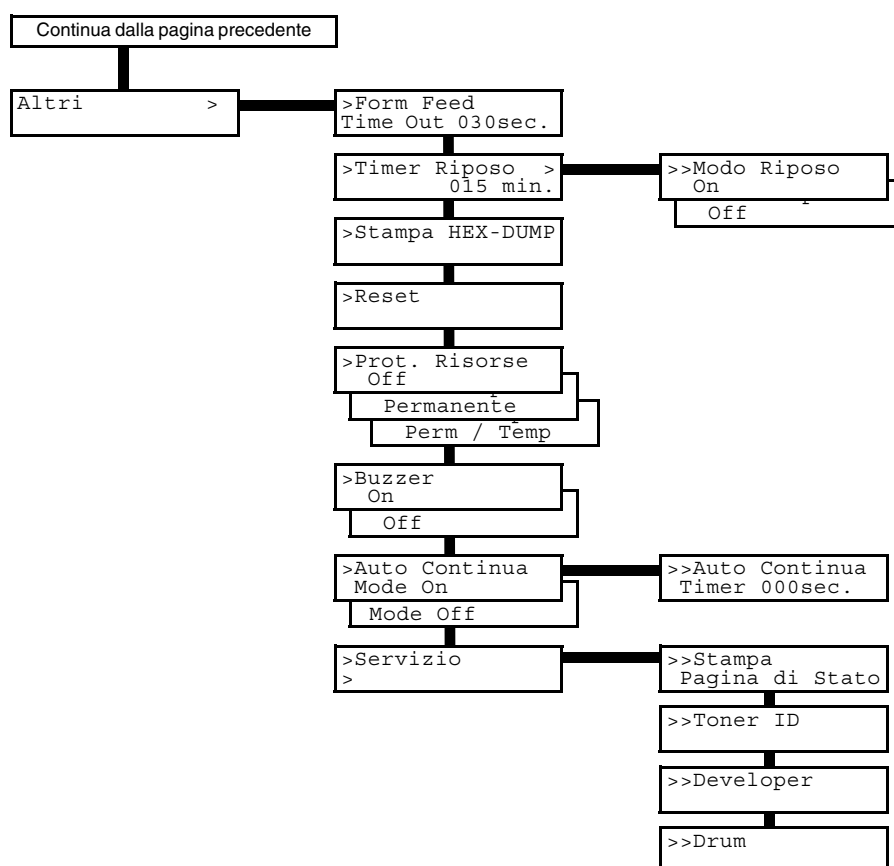 Continua dalla pagina precedente
Altri >
>Form Feed
Time Out 030sec.
>Timer Riposo >
015 min.
>>Modo Riposo
On
Off
>Stampa HEX-DUMP
>Reset
>Prot. Risorse
Off
Permanente
Perm / Temp
>Buzzer
On
Off
>Auto Continua
Mode On
Mode Off
>>Auto Continua
Timer 000sec.
>Servizio
>
>>Stampa
Pagina di Stato
>>Toner ID
>>Developer
>>Drum